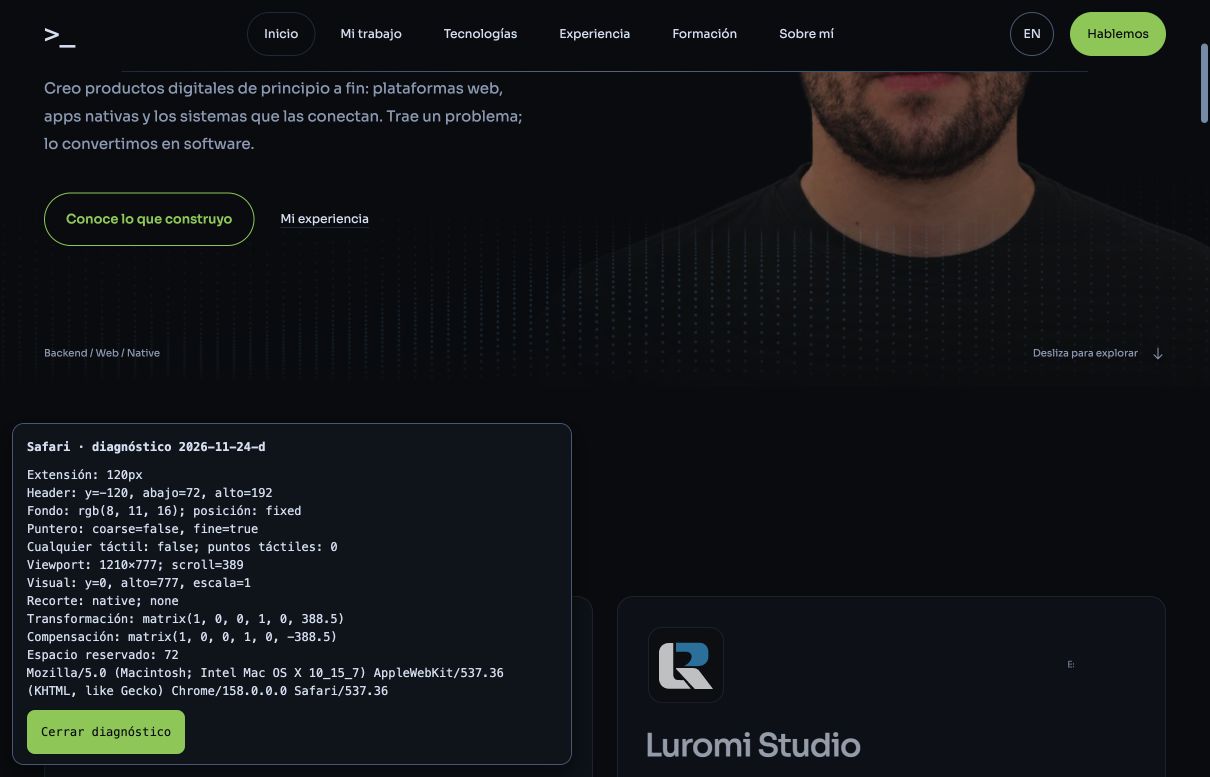 >_
Inicio
Mi trabajo
Tecnologías
Experiencia
Formación
Sobre mí
EN
Hablemos
Creo productos digitales de principio a fin: plataformas web,
apps nativas y los sistemas que las conectan. Trae un problema;
lo convertimos en software.
Conoce lo que construyo
Mi experiencia
Backend / Web / Native
Desliza para explorar
Safari · diagnóstico 2026-11-24-d
Extensión: 120px
Header: y=-120, abajo=72, alto=192
Fondo: rgb(8, 11, 16); posición: fixed
Puntero: coarse=false, fine=true
Cualquier táctil: false; puntos táctiles: 0
Viewport: 1210×777; scroll=389
Visual: y=0, alto=777, escala=1
Recorte: native; none
Transformación: matrix(1, 0, 0, 1, 0, 388.5)
Compensación: matrix(1, 0, 0, 1, 0, -388.5)
Espacio reservado: 72
Mozilla/5.0 (Macintosh; Intel Mac OS X 10_15_7) AppleWebKit/537.36
(KHTML, like Gecko) Chrome/158.0.0.0 Safari/537.36
Cerrar diagnóstico
Luromi Studio